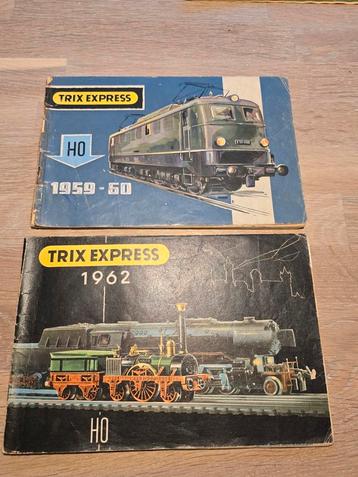 TRIX EXPRESS
HO
1959-60
TRIX EXPRESS
1962
HO